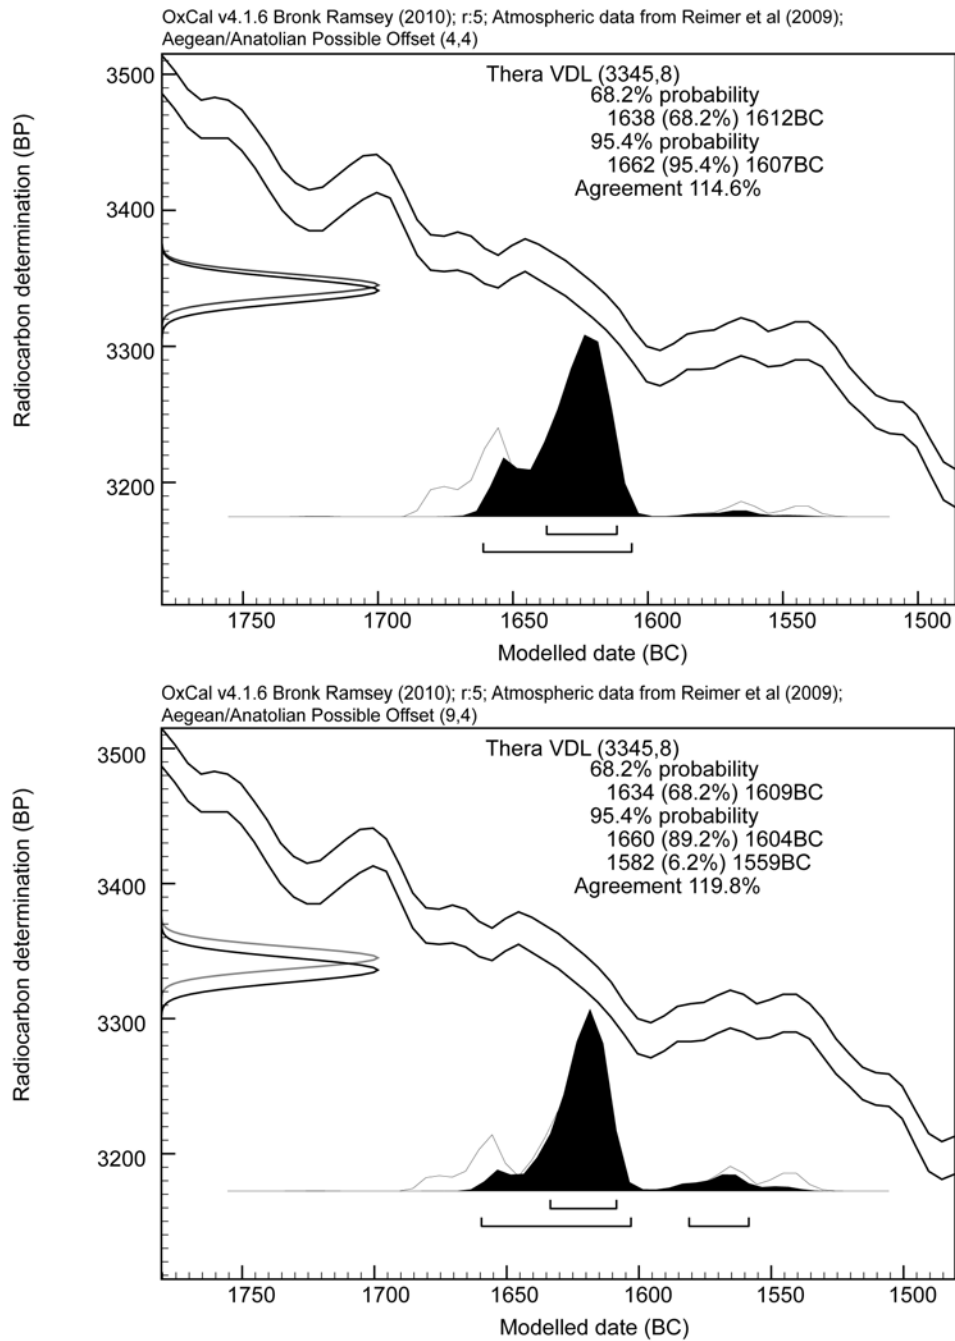 OxCal v4.1.6 Bronk Ramsey (2010); r:5; Atmospheric data from Reimer et al (2009);
Aegean/Anatolian Possible Offset (4,4)
Thera VDL (3345,8)
68.2% probability
1638 (68.2%) 1612BC
95.4% probability
1662 (95.4%) 1607BC
Agreement 114.6%
Radiocarbon determination (BP)
3500
3400
3300
3200
1750 1700 1650 1600 1550 1500
Modelled date (BC)
OxCal v4.1.6 Bronk Ramsey (2010); r:5; Atmospheric data from Reimer et al (2009);
Aegean/Anatolian Possible Offset (9,4)
Thera VDL (3345,8)
68.2% probability
1634 (68.2%) 1609BC
95.4% probability
1660 (89.2%) 1604BC
1582 (6.2%) 1559BC
Agreement 119.8%
Radiocarbon determination (BP)
3500
3400
3300
3200
1750 1700 1650 1600 1550 1500
Modelled date (BC)